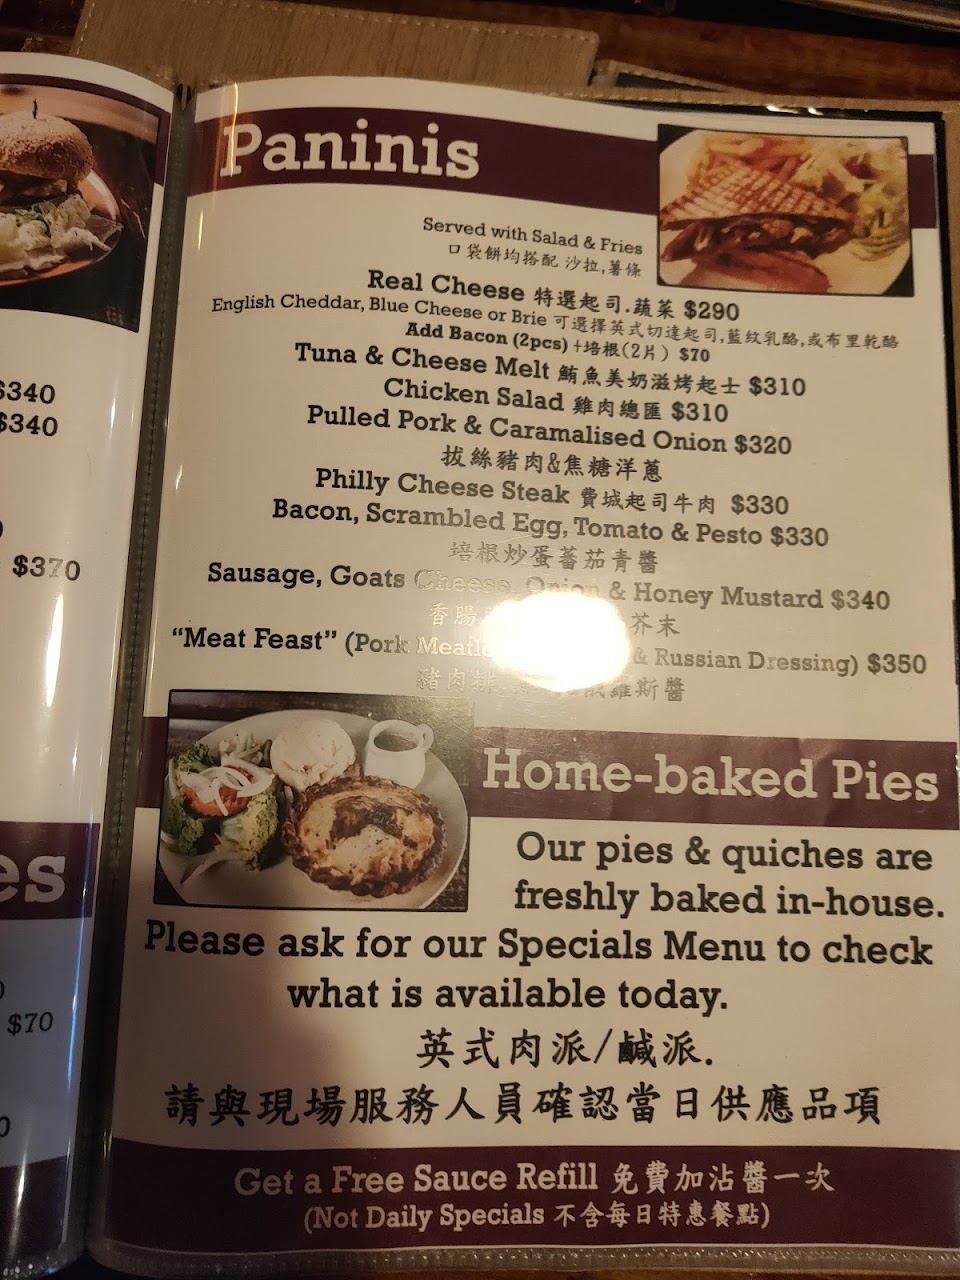 Paninis
Served with Salad & Fries
口袋餅均搭配 沙拉,薯條
Real Cheese 特選起司.蔬菜 $290
English Cheddar, Blue Cheese or Brie 可選擇英式切達起司,藍紋乳酪,或布里乾酪
Add Bacon (2pcs) +培根(2片) $70
Tuna & Cheese Melt 鮪魚美奶滋烤起士 $310
Chicken Salad 雞肉總匯 $310
Pulled Pork & Caramalised Onion $320
拔絲豬肉&焦糖洋蔥
Philly Cheese Steak 費城起司牛肉 $330
Bacon, Scrambled Egg, Tomato & Pesto $330
培根炒蛋蕃茄青醬
Sausage, Goats Cheese, Onion & Honey Mustard $340
香腸 芥末
"Meat Feast" (Pork & Russian Dressing) $350
豬肉 俄羅斯醬
Home-baked Pies
Our pies & quiches are
freshly baked in-house.
Please ask for our Specials Menu to check
what is available today.
英式肉派/鹹派.
請與現場服務人員確認當日供應品項
Get a Free Sauce Refill 免費加沾醬一次
(Not Daily Specials 不含每日特惠餐點)
$340
$340
$370
es
$70